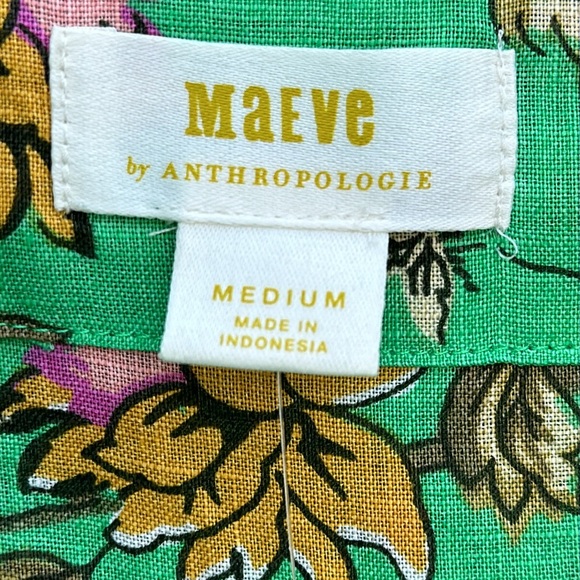 MaEve
by ANTHROPOLOGIE
MEDIUM
MADE IN
INDONESIA